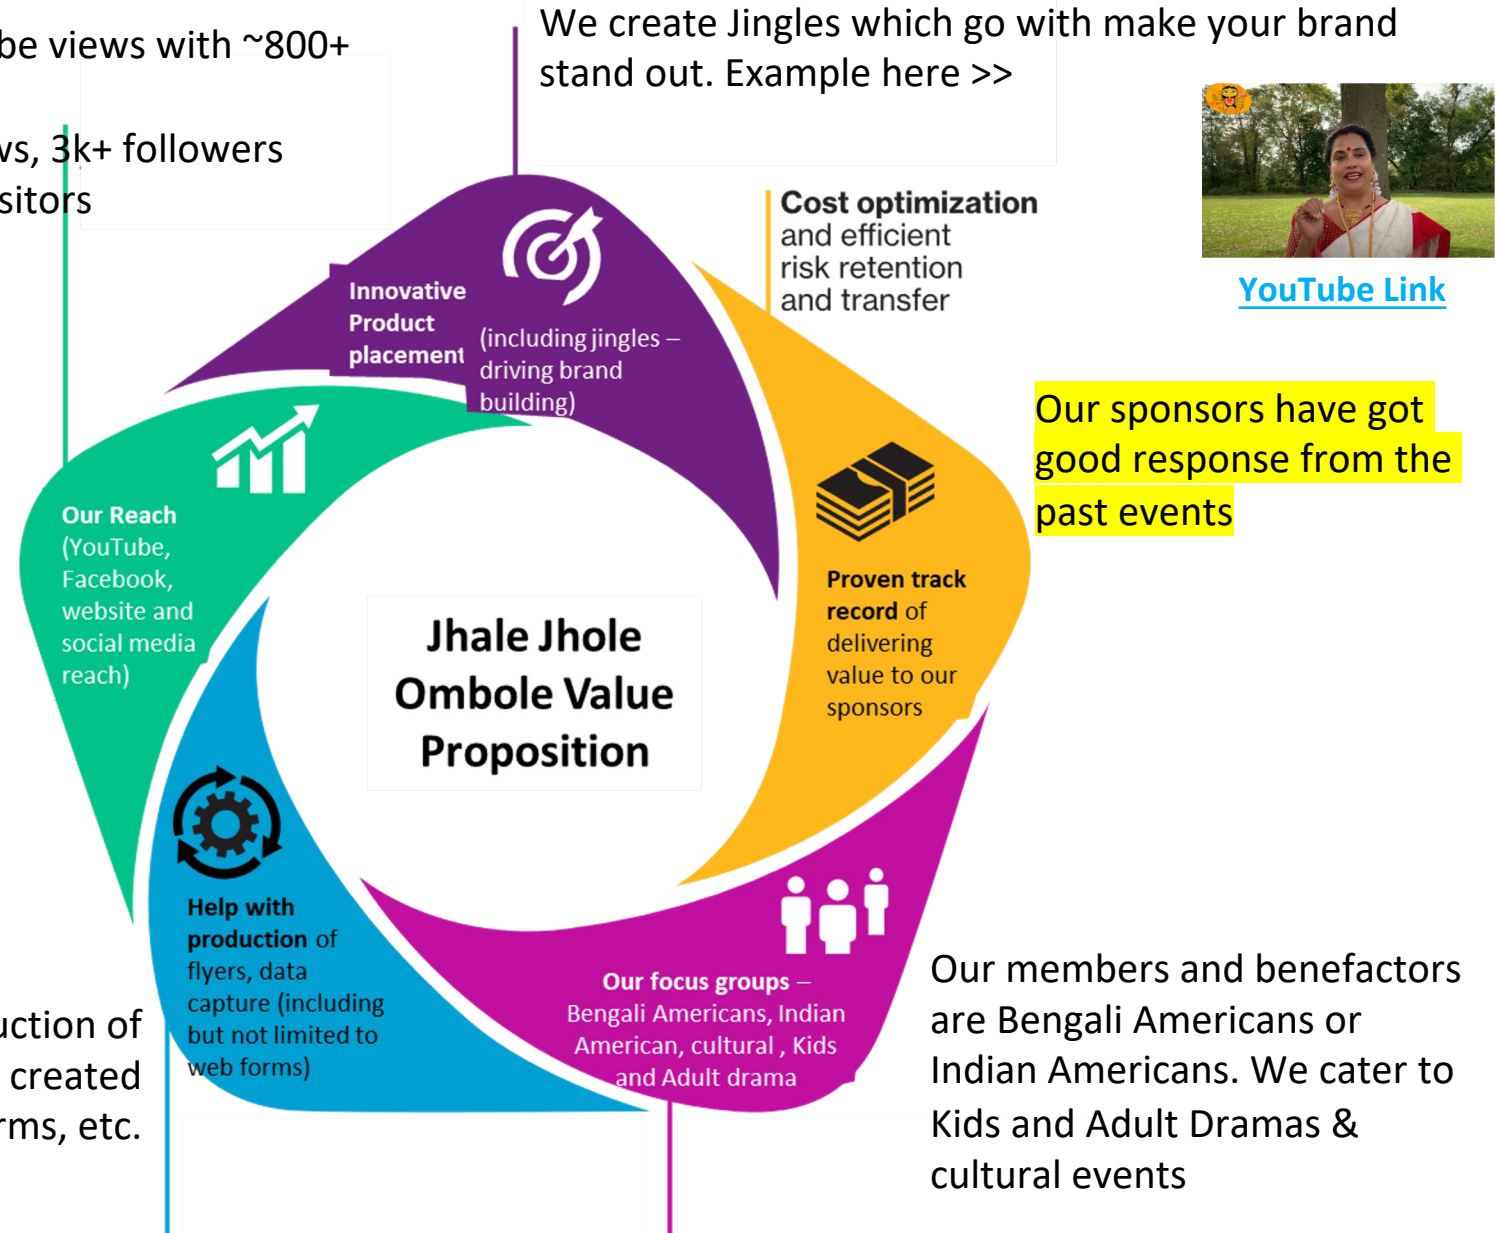 be views with ~800+
ws, 3k+ followers
sitors
We create Jingles which go with make your brand
stand out. Example here >>
YouTube Link
Cost optimization
and efficient
risk retention
and transfer
Innovative
Product
placement
(including jingles –
driving brand
building)
Our sponsors have got
good response from the
past events
Our Reach
(YouTube,
Facebook,
website and
social media
reach)
Proven track
record of
delivering
value to our
sponsors
Jhale Jhole
Ombole Value
Proposition
Help with
production of
flyers, data
capture (including
but not limited to
web forms)
Our focus groups –
Bengali Americans, Indian
American, cultural , Kids
and Adult drama
uction of
created
rms, etc.
Our members and benefactors
are Bengali Americans or
Indian Americans. We cater to
Kids and Adult Dramas &
cultural events